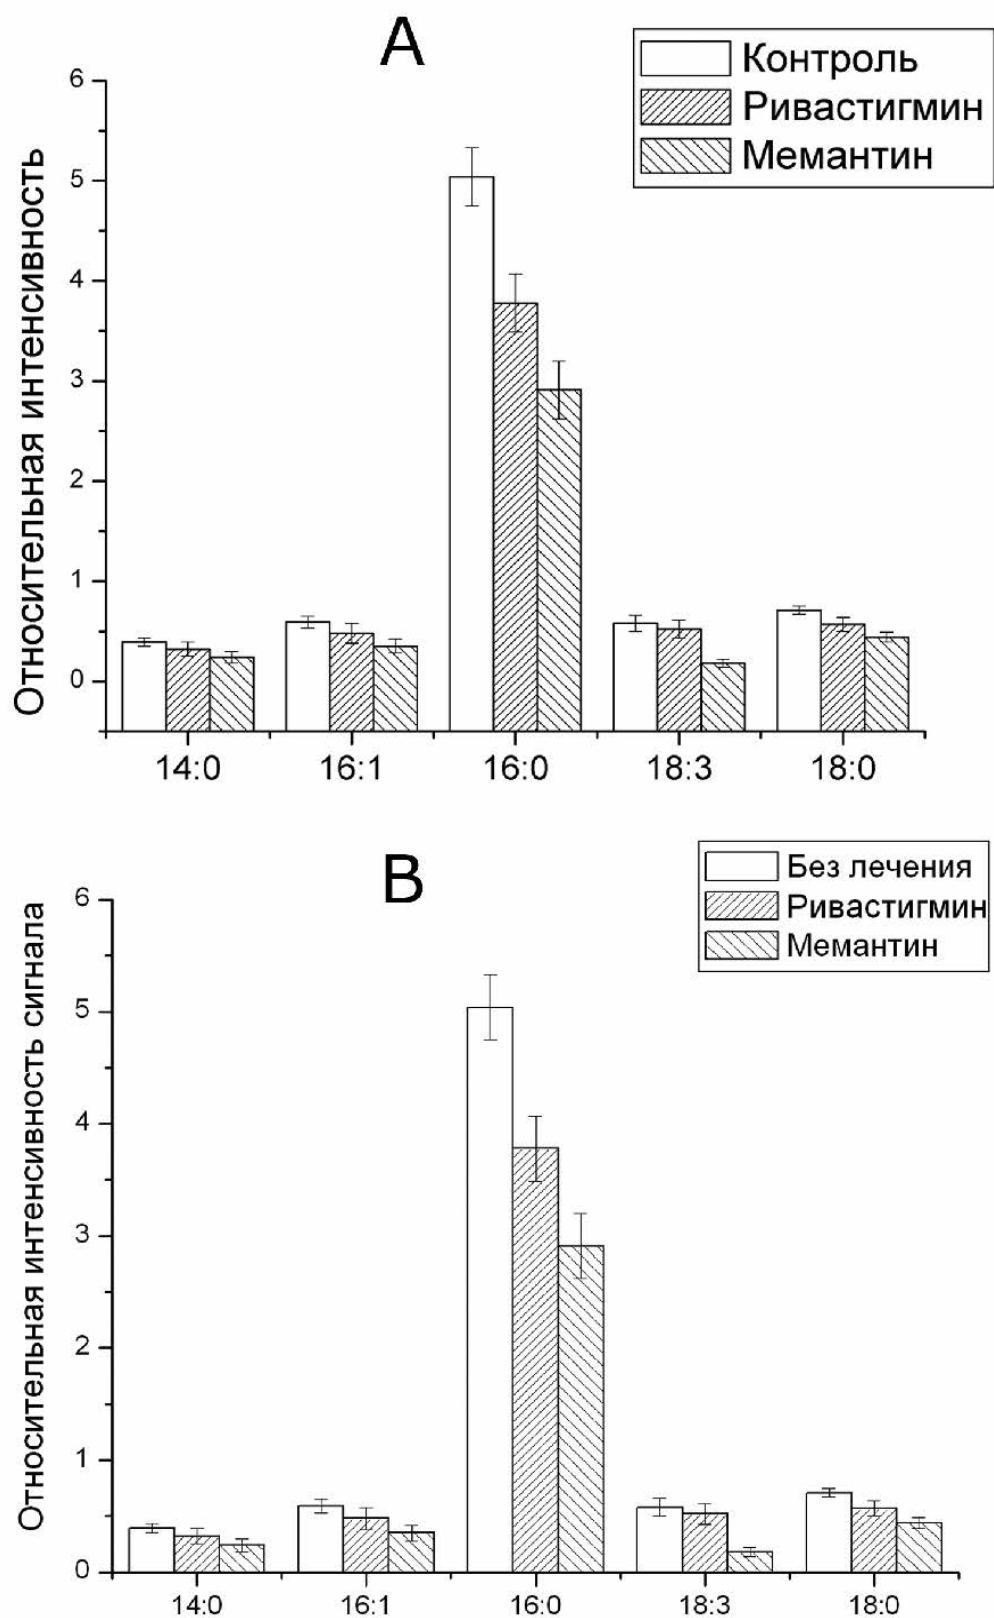 A
Контроль
Ривастигмин
Мемантин
Относительная интенсивность
6
5
4
3
2
1
0
14:0 16:1 16:0 18:3 18:0
B
Без лечения
Ривастигмин
Мемантин
Относительная интенсивность сигнала
6
5
4
3
2
1
0
14:0 16:1 16:0 18:3 18:0